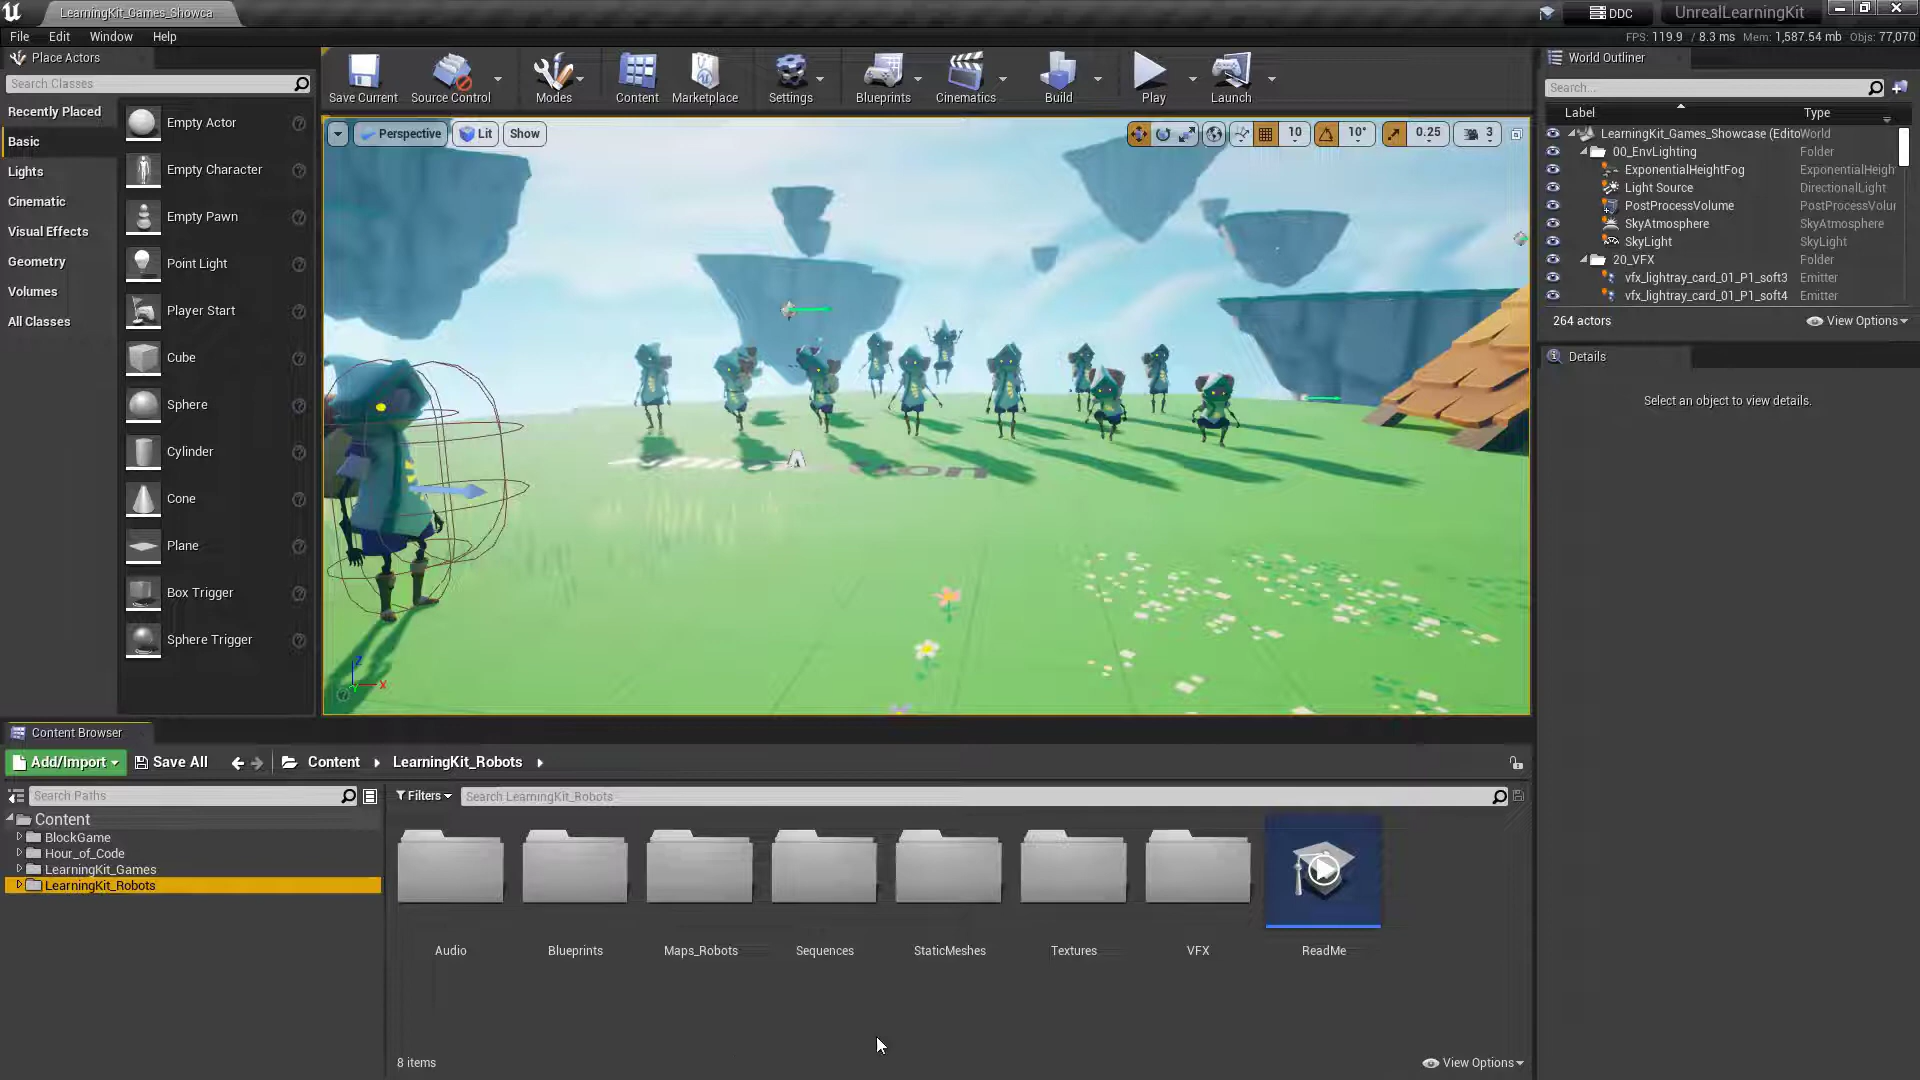 LearningKit_Games_Showca
DDC
UnrealLearningKit
File Edit Window Help
FPS: 119.9 / 8.3 ms Mem: 1,587.54 mb Objs: 77,070
Place Actors
Search Classes
Recently Placed
Basic
Lights
Cinematic
Visual Effects
Geometry
Volumes
All Classes
Empty Actor
Empty Character
Empty Pawn
Point Light
Player Start
Cube
Sphere
Cylinder
Cone
Plane
Box Trigger
Sphere Trigger
Save Current
Source Control
Modes
Content
Marketplace
Settings
Blueprints
Cinematics
Build
Play
Launch
Perspective
Lit
Show
10
10°
0.25
3
Z
X
World Outliner
Search...
Label Type
LearningKit_Games_Showcase (Edito World
00_EnvLighting Folder
ExponentialHeightFog ExponentialHeigh
Light Source DirectionalLight
PostProcessVolume PostProcessVolur
SkyAtmosphere SkyAtmosphere
SkyLight SkyLight
20_VFX Folder
vfx_lightray_card_01_P1_soft3 Emitter
vfx_lightray_card_01_P1_soft4 Emitter
264 actors
View Options
Details
Select an object to view details.
Content Browser
Add/Import
Save All
Content
LearningKit_Robots
Search Paths
Filters
Search LearningKit_Robots
Content
BlockGame
Hour_of_Code
LearningKit_Games
LearningKit_Robots
Audio
Blueprints
Maps_Robots
Sequences
StaticMeshes
Textures
VFX
ReadMe
8 items
View Options